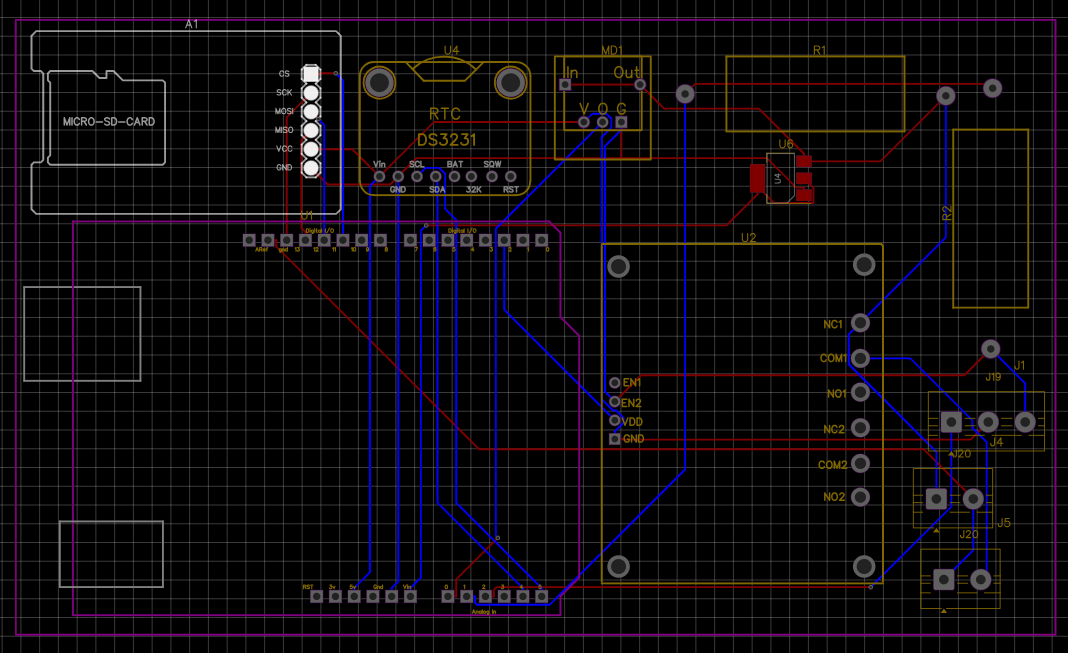 A1
CS
SCK
MOSI
MISO
VCC
GND
MICRO-SD-CARD
U4
RTC
DS3231
Vin
SCL
BAT
SQW
GND
SDA
32K
RST
MD1
In
Out
V O G
R1
U6
U4
R2
U1
Digital I/O
Digital I/O
ARef
gnd
13
12
11
10
9
8
7
6
5
4
3
2
1
0
U2
NC1
COM1
NO1
NC2
COM2
NO2
EN1
EN2
VDD
GND
J1
J19
J4
J20
J5
J20
RST
3v
5v
Gnd
Vin
0
1
2
3
4
5
Analog In